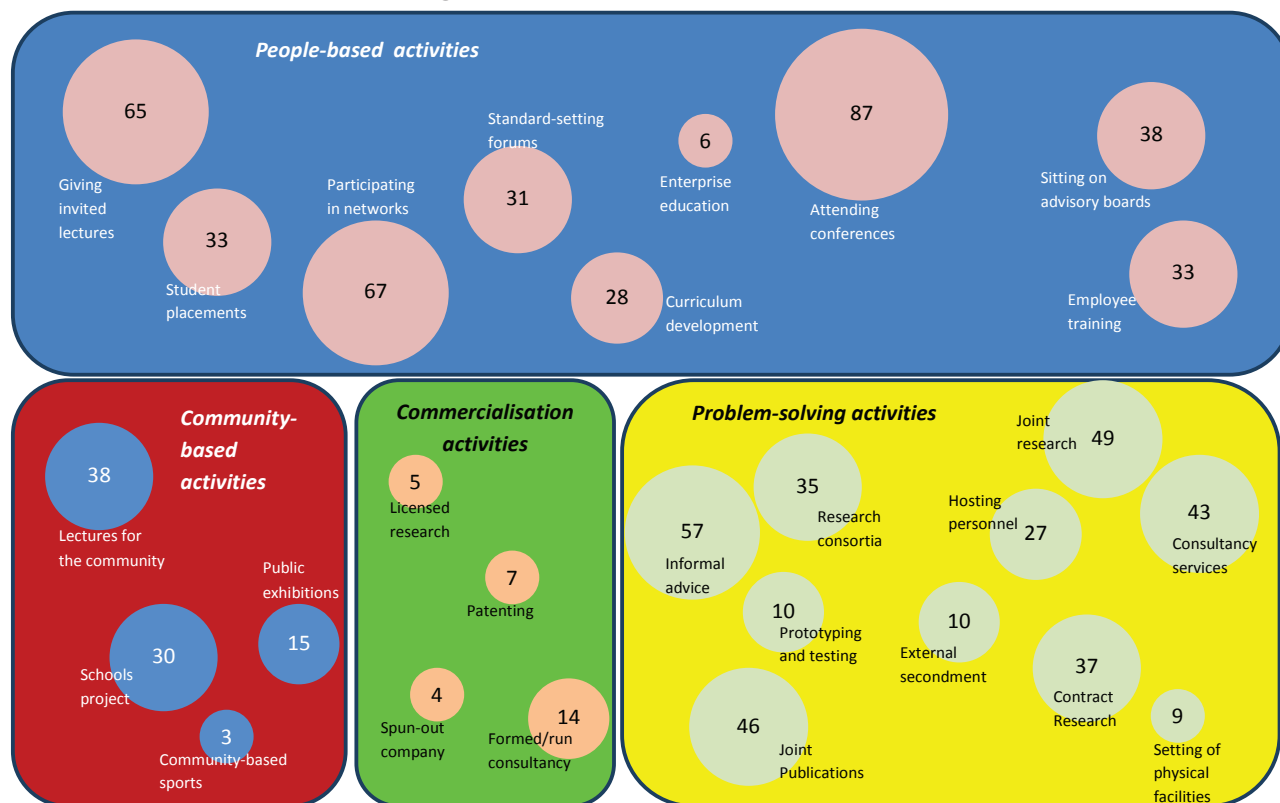 People-based activities
65
Giving
invited
lectures
33
Student
placements
Participating
in networks
67
Standard-setting
forums
31
28
Curriculum
development
6
Enterprise
education
87
Attending
conferences
38
Sitting on
advisory boards
33
Employee
training
Community-
based
activities
38
Lectures for
the community
Public
exhibitions
15
30
Schools
project
3
Community-based
sports
Commercialisation
activities
5
Licensed
research
7
Patenting
4
Spun-out
company
14
Formed/run
consultancy
Problem-solving activities
57
Informal
advice
35
Research
consortia
10
Prototyping
and testing
46
Joint
Publications
Joint
research
49
Hosting
personnel
27
43
Consultancy
services
10
External
secondment
37
Contract
Research
9
Setting of
physical
facilities